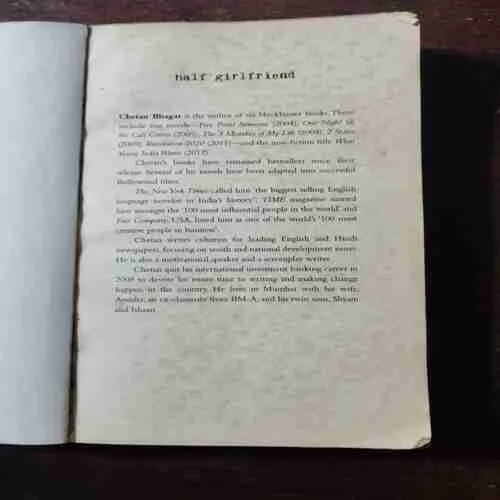 half girlfriend
Chetan Bhagat is the author of six blockbuster books. These
include five novels—Five Point Someone (2004), One Night @
the Call Center (2005), The 3 Mistakes of My Life (2008), 2 States
(2009), Revolution 2020 (2011)—and the non-fiction title What
Young India Wants (2012).
Chetan's books have remained bestsellers since their
release. Several of his novels have been adapted into successful
Bollywood films.
The New York Times called him 'the biggest selling English
language novelist in India's history'. TIME magazine named
him amongst the '100 most influential people in the world' and
Fast Company, USA, listed him as one of the world's '100 most
creative people in business'.
Chetan writes columns for leading English and Hindi
newspapers, focusing on youth and national development issues.
He is also a motivational speaker and a screenplay writer.
Chetan quit his international investment banking career in
2009 to devote his entire time to writing and making change
happen in the country. He lives in Mumbai with his wife,
Anusha, an ex-classmate from IIM-A, and his twin sons, Shyam
and Ishaan.